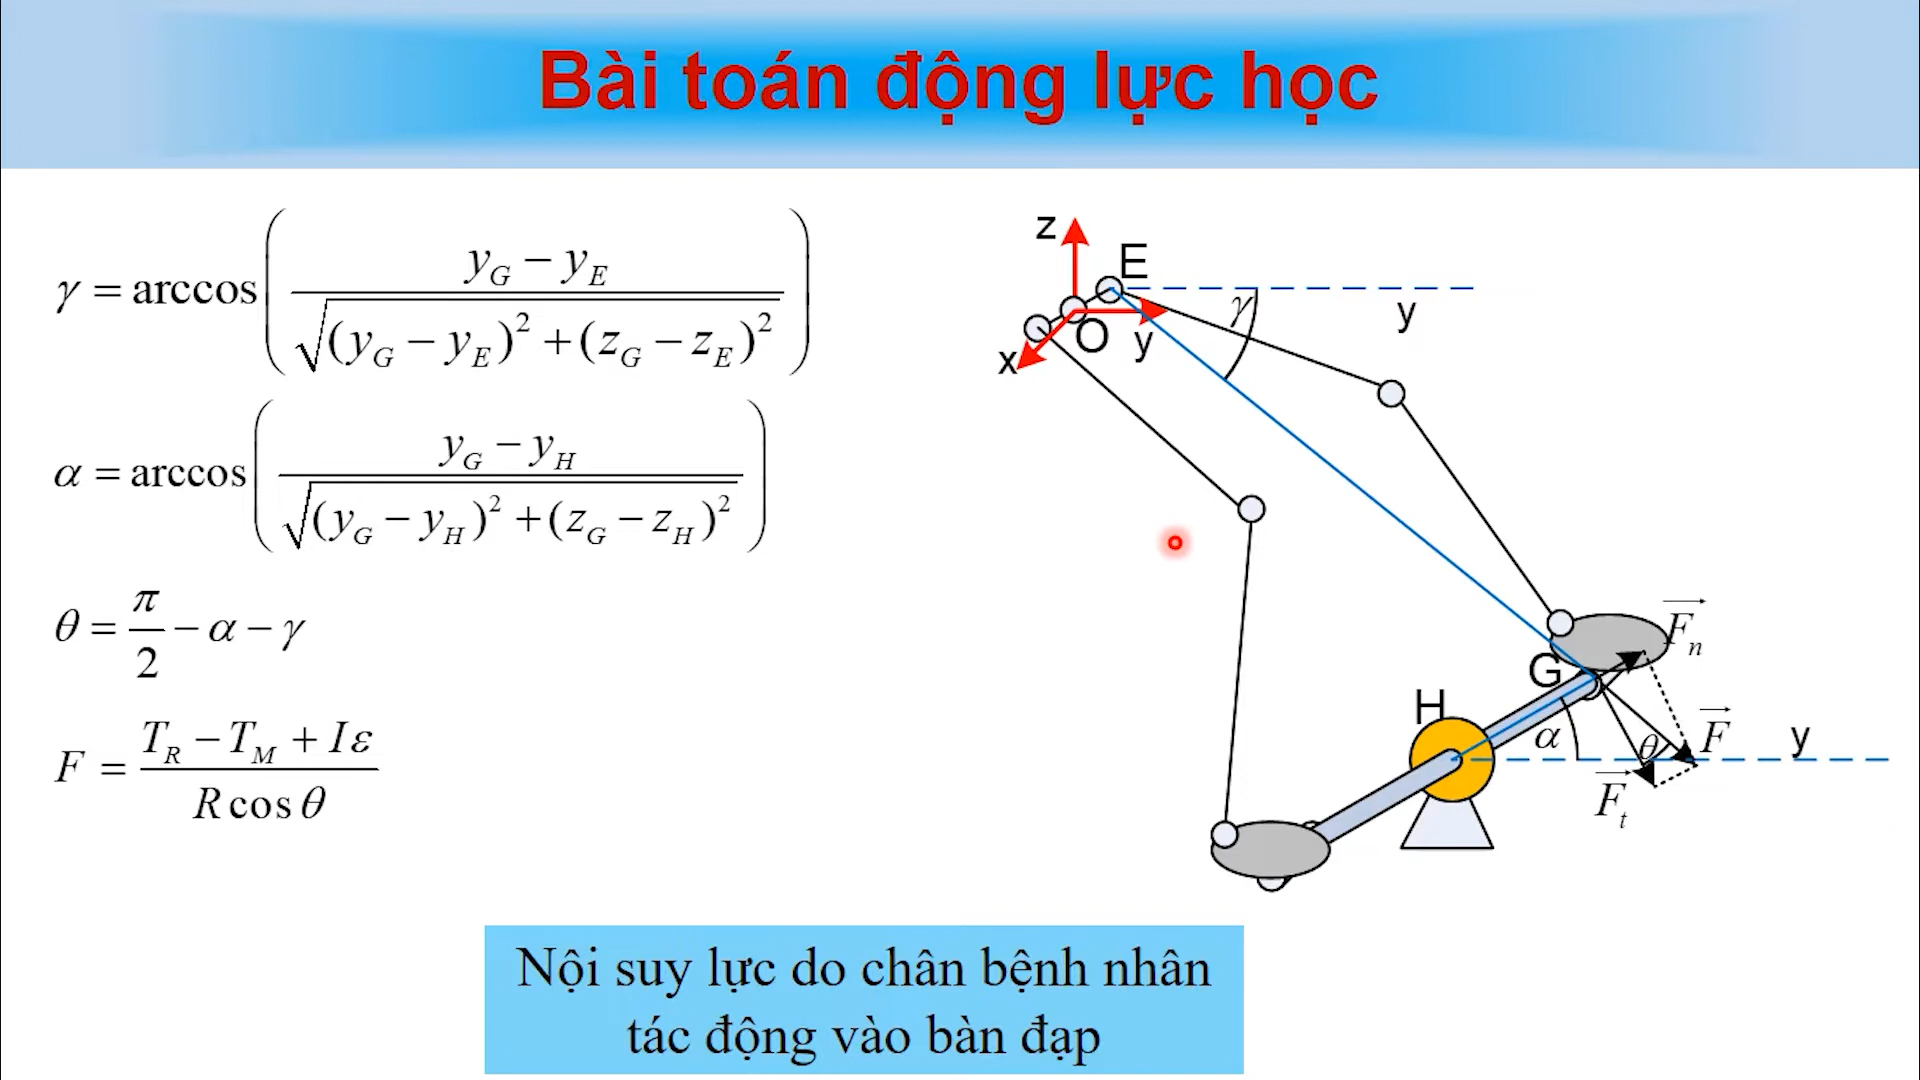 Bài toán động lực học
γ = arccos( (y_G − y_E) / √((y_G − y_E)² + (z_G − z_E)²) )
α = arccos( (y_G − y_H) / √((y_G − y_H)² + (z_G − z_H)²) )
θ = π/2 − α − γ
F = (T_R − T_M + Iε) / (R cos θ)
z
E
γ
y
O
y
x
F_n
G
H
α
θ
F
y
F_t
Nội suy lực do chân bệnh nhân
tác động vào bàn đạp